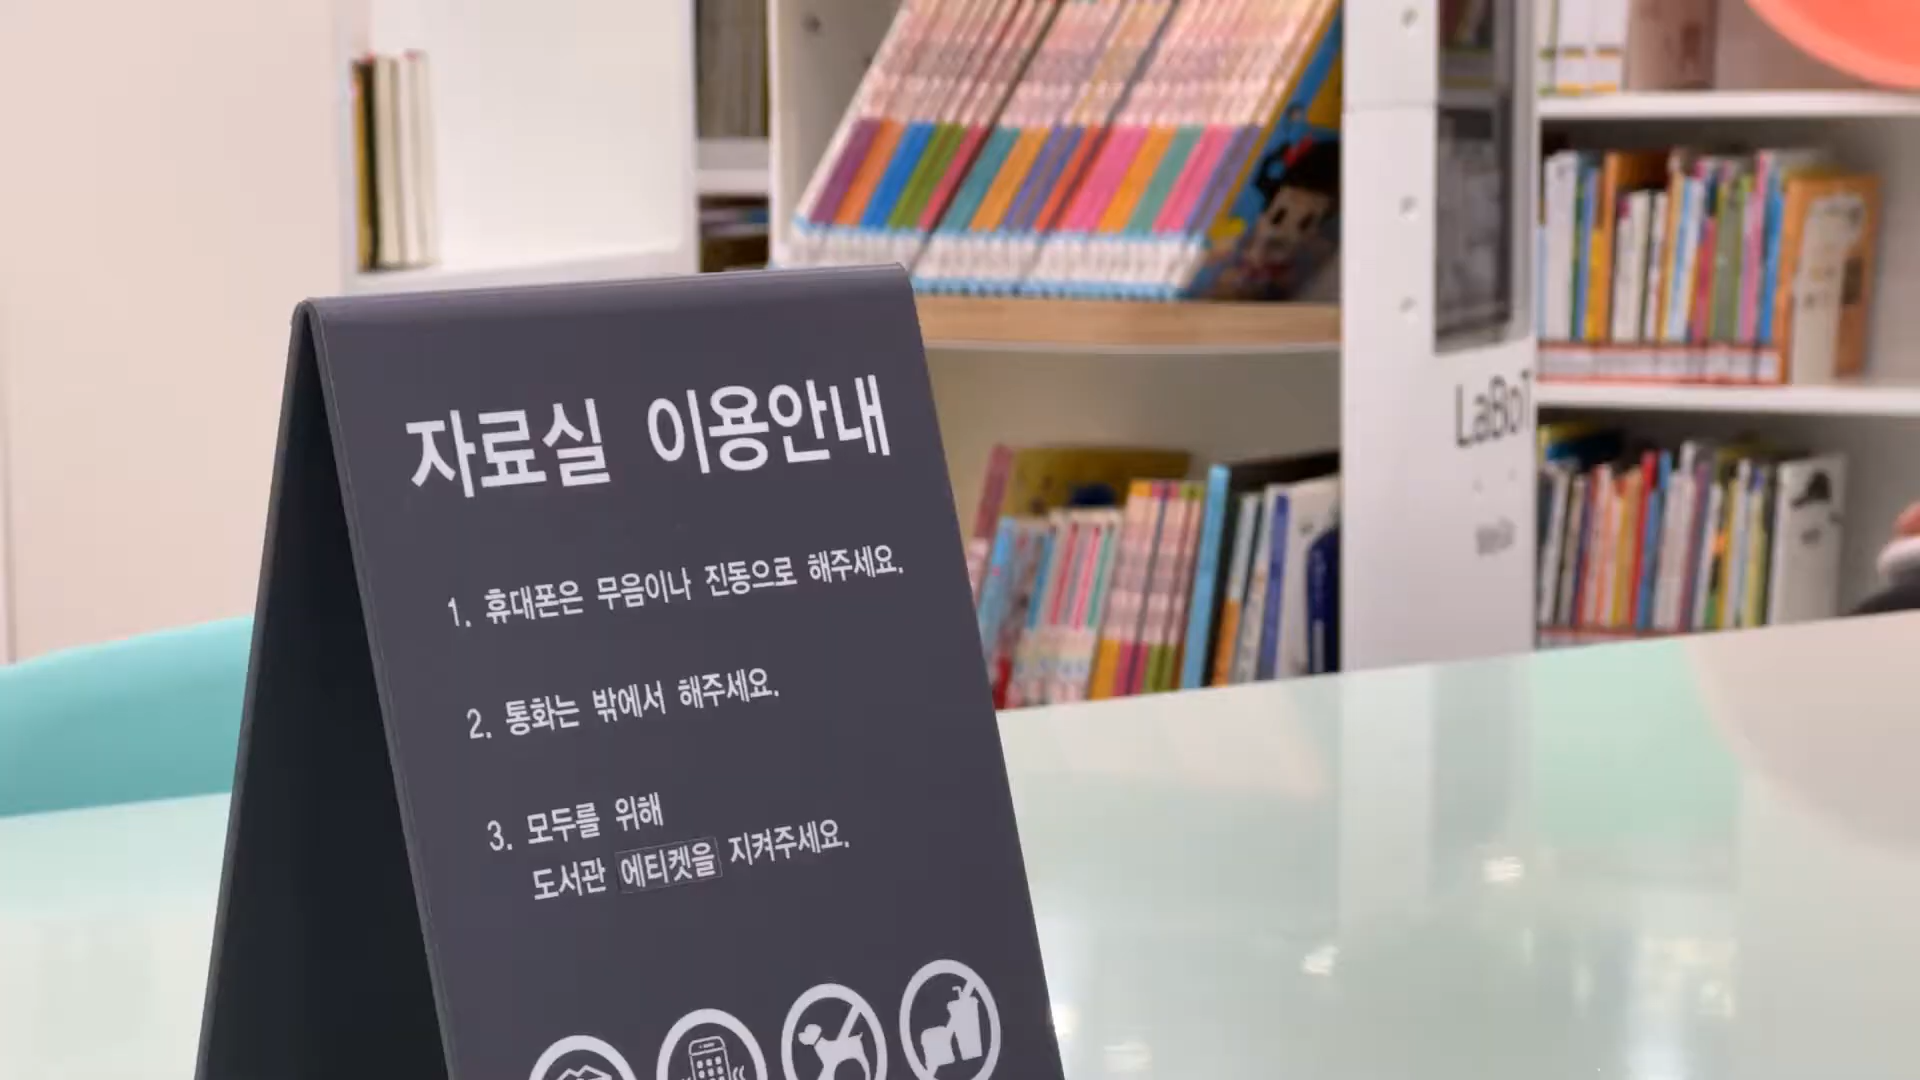 자료실 이용안내
1. 휴대폰은 무음이나 진동으로 해주세요.
2. 통화는 밖에서 해주세요.
3. 모두를 위해
도서관 에티켓을 지켜주세요.
LaBoT